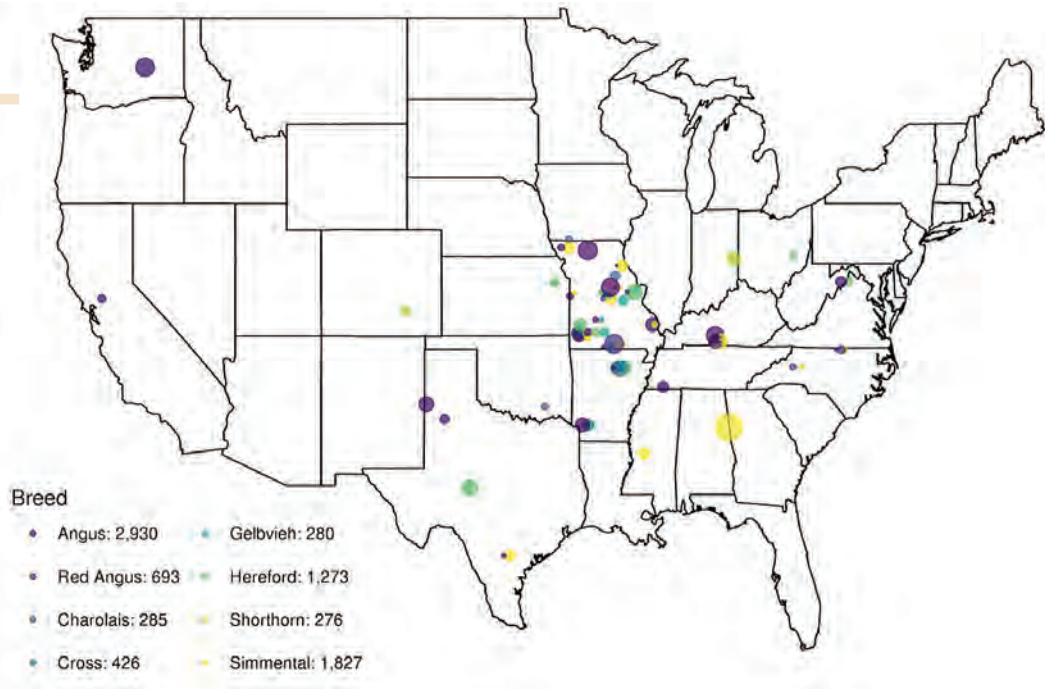 Breed
Angus: 2,930
Red Angus: 693
Charolais: 285
Cross: 426
Gelbvieh: 280
Hereford: 1,273
Shorthorn: 276
Simmental: 1,827